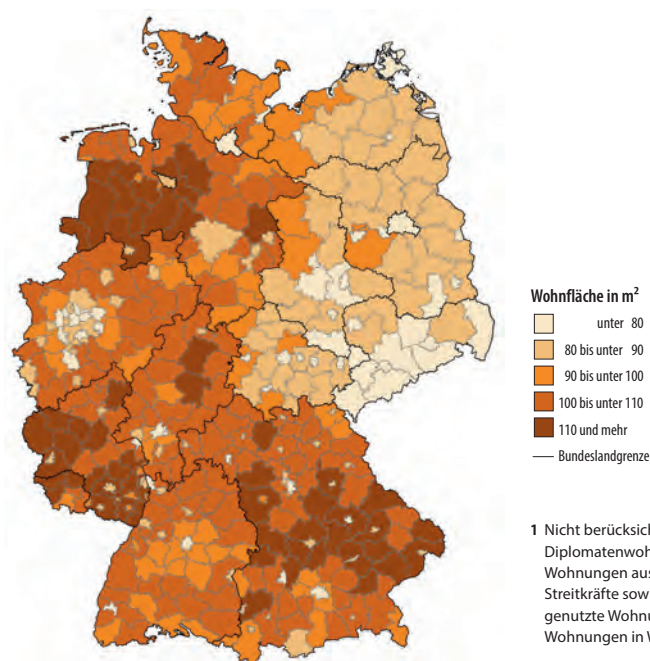 Wohnfläche in m²
unter 80
80 bis unter 90
90 bis unter 100
100 bis unter 110
110 und mehr
Bundeslandgrenze
1 Nicht berücksich
Diplomatenwoh
Wohnungen aus
Streitkräfte sow
genutzte Wohnu
Wohnungen in W